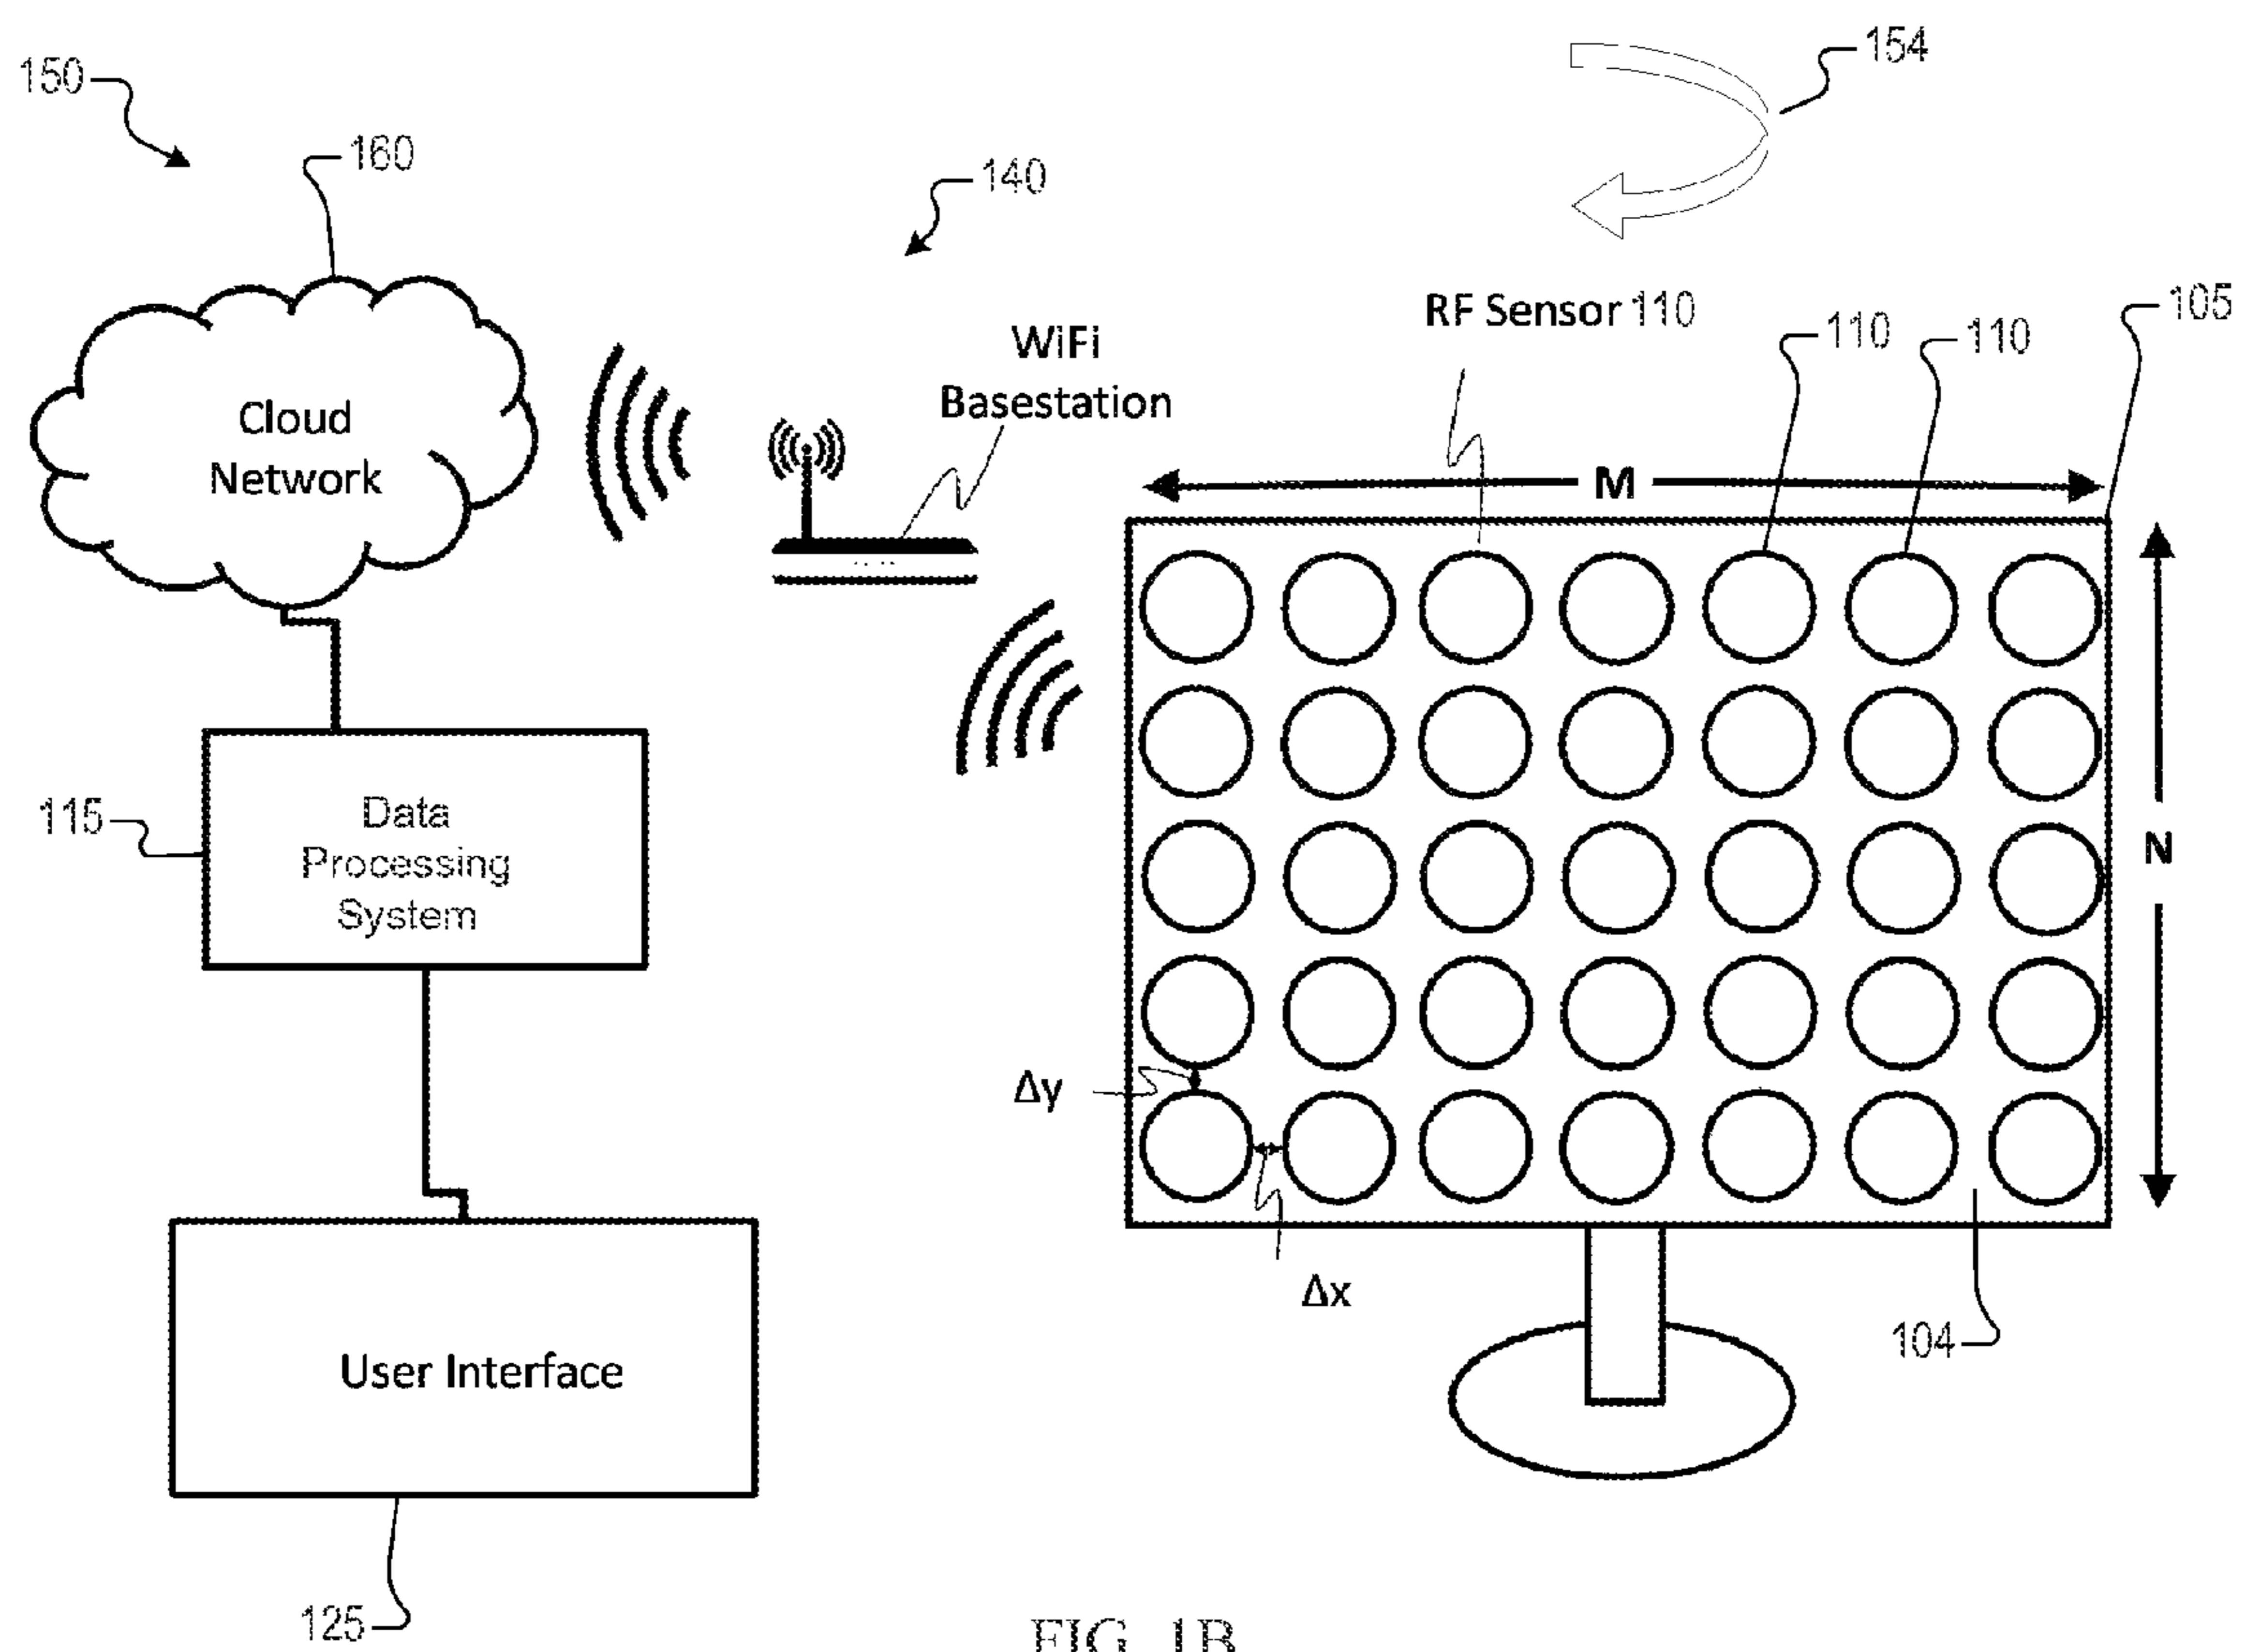 150
160
140
154
WiFi
Basestation
RF Sensor 110
110
110
105
Cloud
Network
M
N
115
Data
Processing
System
Δy
Δx
104
User Interface
125
FIG. 1B